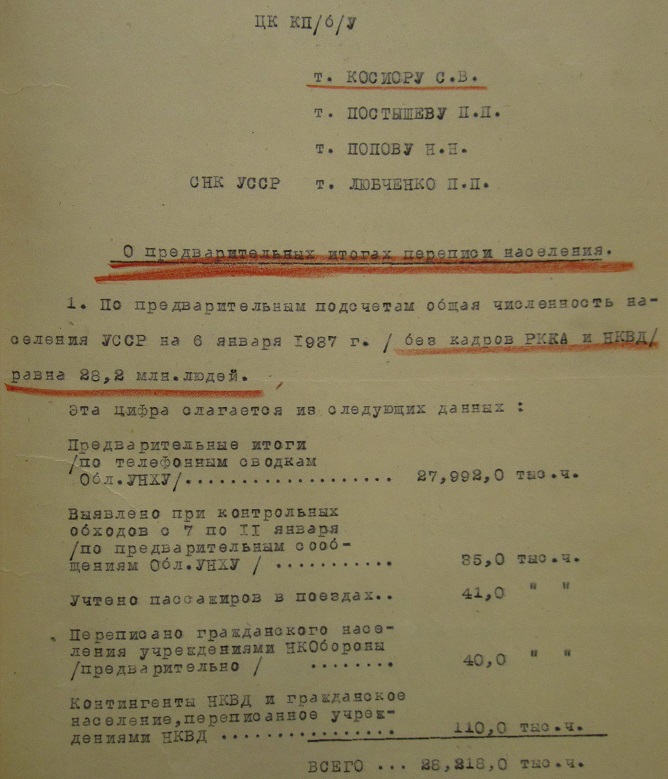 ЦК КП/б/У
т. КОСИОРУ С.В.
т. ПОСТЫШЕВУ П.П.
т. ПОПОВУ Н.Н.
СНК УССР т. ЛЮБЧЕНКО П.П.
О предварительных итогах переписи населения.
1. По предварительным подсчетам общая численность на-
селения УССР на 6 января 1937 г. / без кадров РККА и НКВД/
равна 28,2 млн.людей.
Эта цифра слагается из следующих данных :
Предварительные итоги
/по телефонным сводкам
Обл.УНХУ/.................... 27,992,0 тыс.ч.
Выявлено при контрольных
обходов с 7 по II января
/по предварительным сооб-
щениям Обл.УНХУ / ........... 35,0 тыс.ч.
Учтено пассажиров в поездах.. 41,0 " "
Переписано гражданского насе-
ления учреждениями НКОбороны
/предварительно / ........ 40,0 " "
Контингенты НКВД и гражданское
население,переписанное учреж-
дениями НКВД ................ 110,0 тыс.ч.
ВСЕГО ... 28,218,0 тыс.ч.